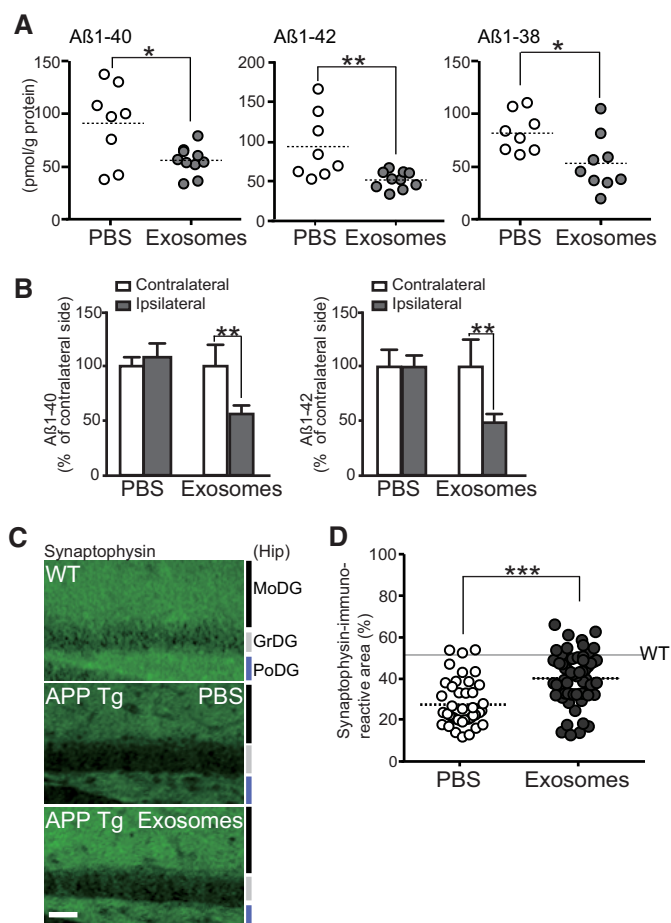 A
Aß1-40
Aß1-42
Aß1-38
(pmol/g protein)
150
100
50
0
*
PBS
Exosomes
200
150
100
50
0
**
PBS
Exosomes
150
100
50
0
*
PBS
Exosomes
B
Contralateral
Ipsilateral
Aß1-40
(% of contralateral side)
150
100
50
0
**
PBS
Exosomes
Contralateral
Ipsilateral
Aß1-42
(% of contralateral side)
150
100
50
0
**
PBS
Exosomes
C
Synaptophysin
(Hip)
WT
MoDG
GrDG
PoDG
APP Tg PBS
APP Tg Exosomes
D
Synaptophysin-immuno-
reactive area (%)
100
80
60
40
20
0
***
WT
PBS
Exosomes